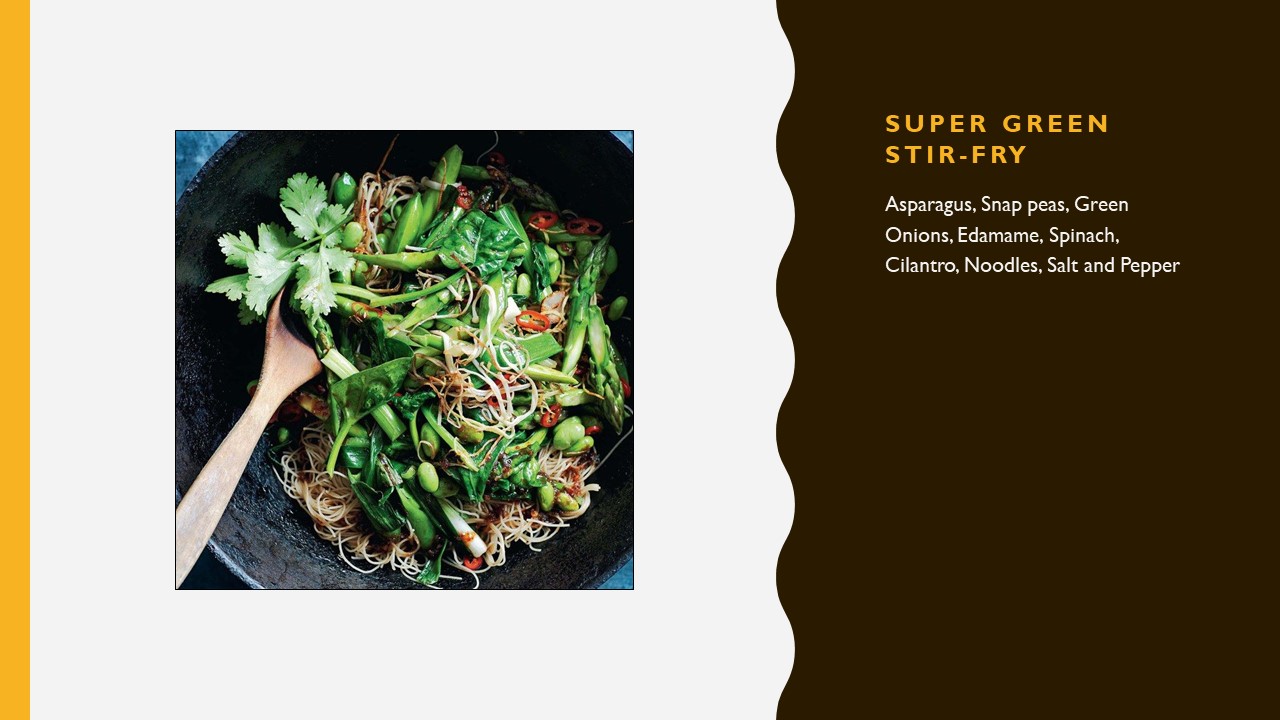 SUPER GREEN
STIR-FRY
Asparagus, Snap peas, Green
Onions, Edamame, Spinach,
Cilantro, Noodles, Salt and Pepper